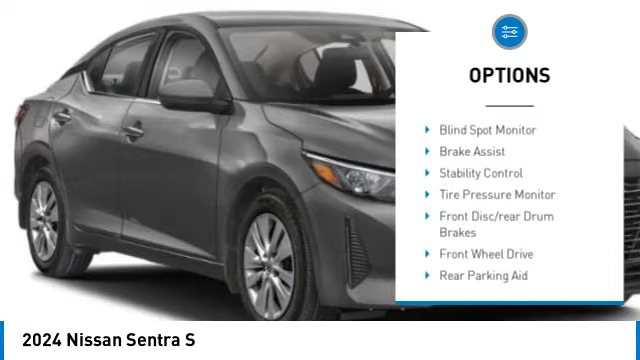 OPTIONS
Blind Spot Monitor
Brake Assist
Stability Control
Tire Pressure Monitor
Front Disc/rear Drum
Brakes
Front Wheel Drive
Rear Parking Aid
2024 Nissan Sentra S